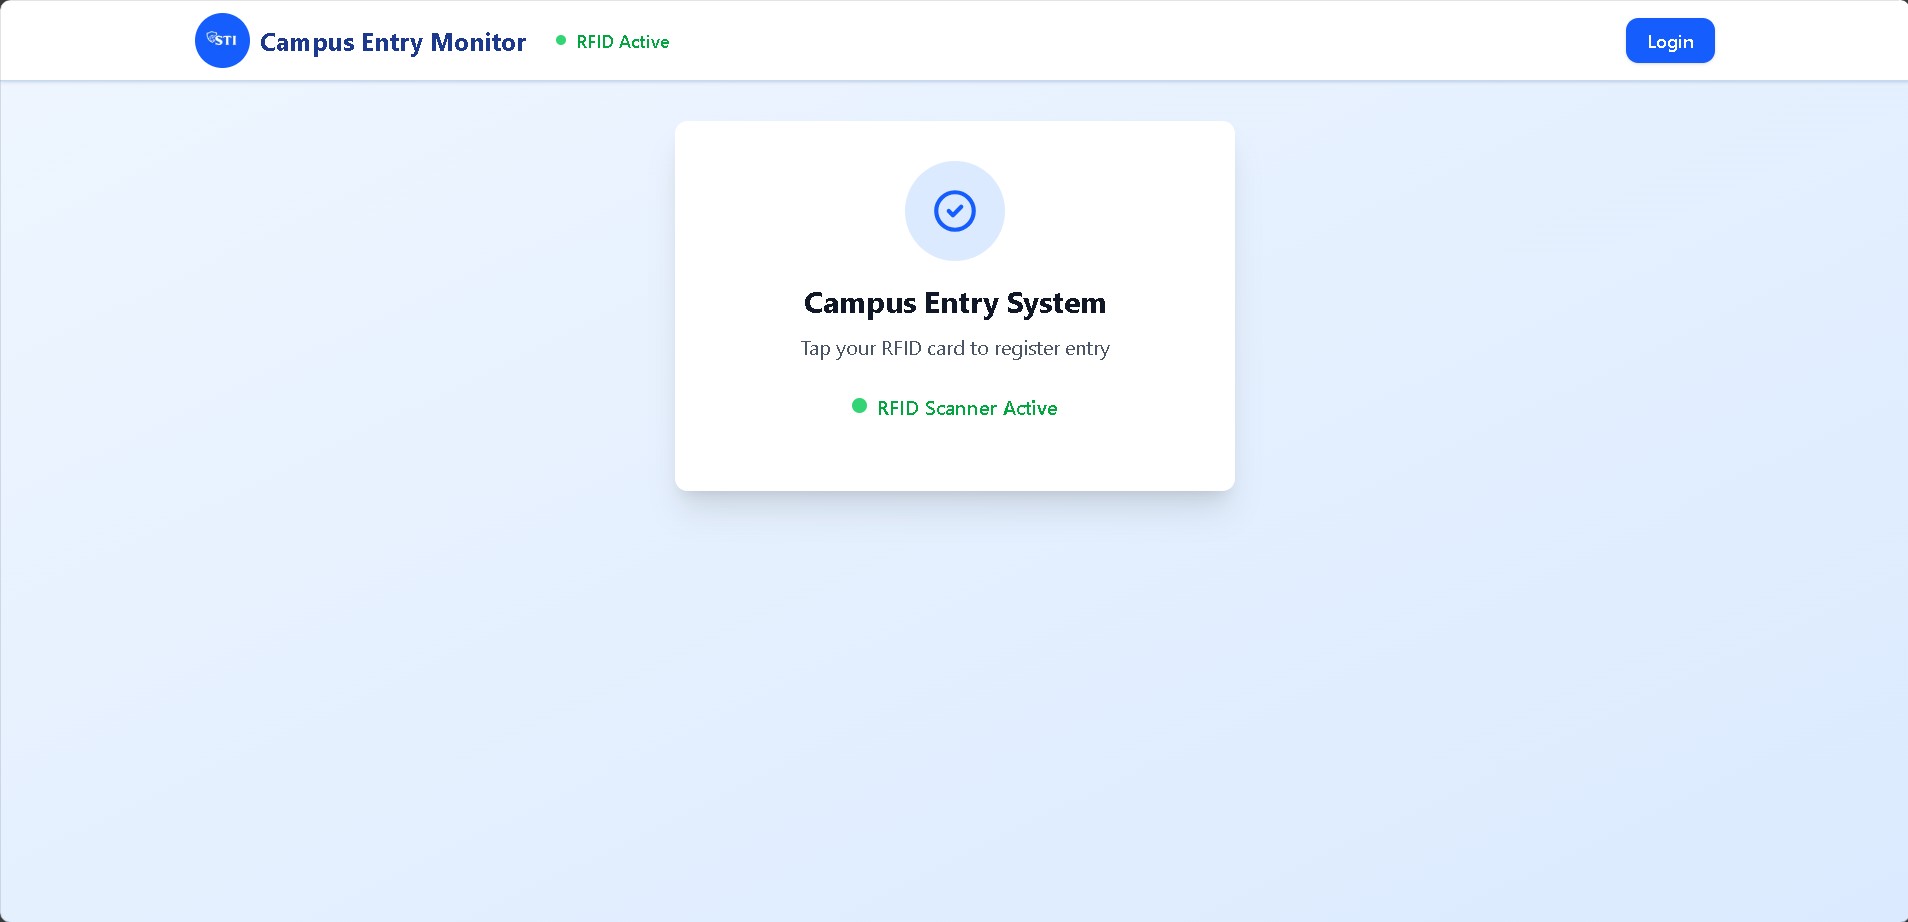 STI
Campus Entry Monitor
RFID Active
Login
Campus Entry System
Tap your RFID card to register entry
RFID Scanner Active